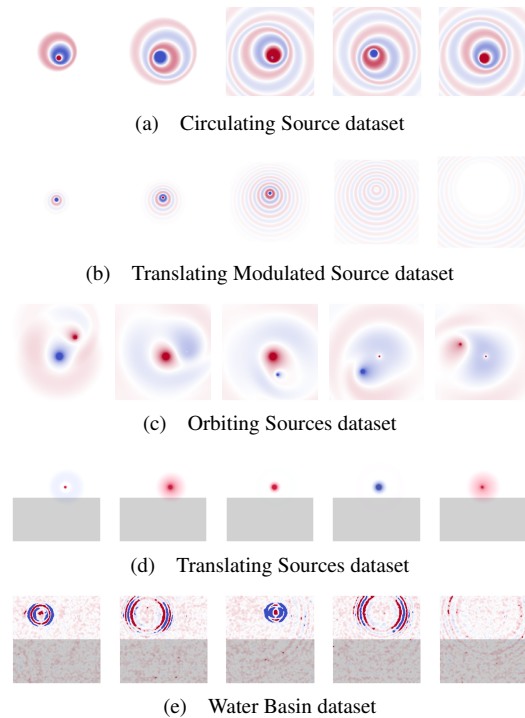 (a) Circulating Source dataset
(b) Translating Modulated Source dataset
(c) Orbiting Sources dataset
(d) Translating Sources dataset
(e) Water Basin dataset